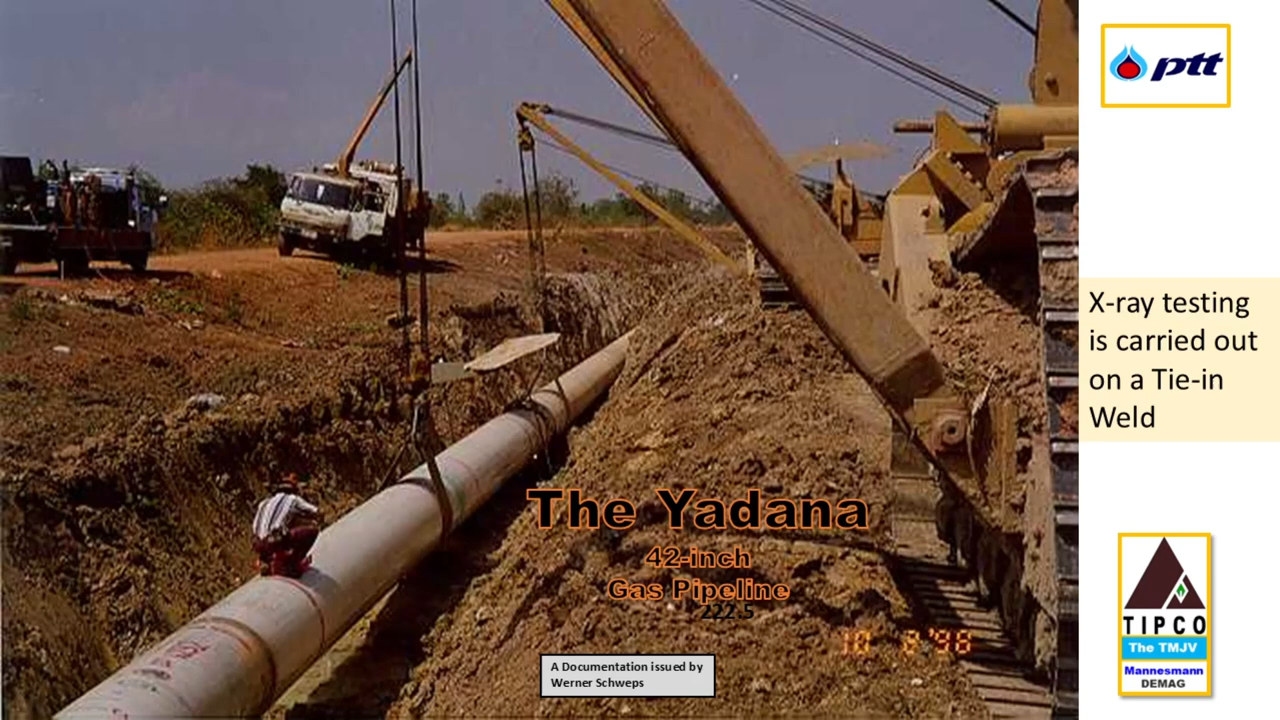 ptt
X-ray testing
is carried out
on a Tie-in
Weld
The Yadana
42-inch
Gas Pipeline
222.5
10 2 '98
A Documentation issued by
Werner Schweps
TIPCO
The TMJV
Mannesmann
DEMAG